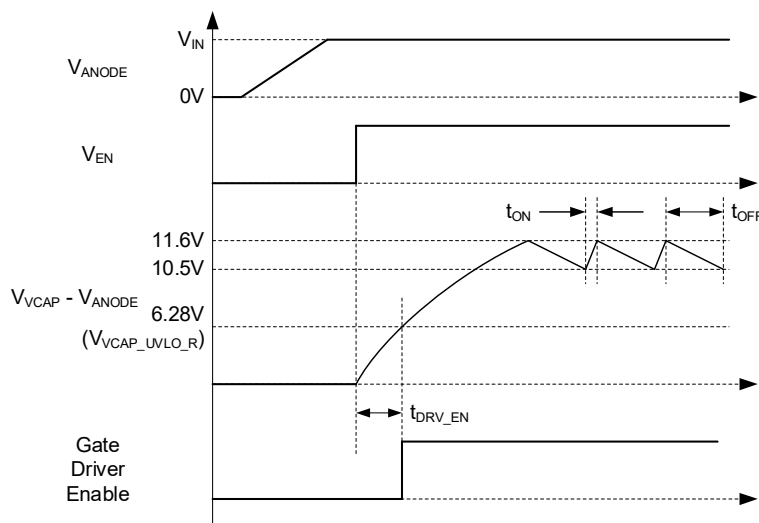 V_IN
V_ANODE
0V
V_EN
t_ON
t_OFF
11.6V
10.5V
V_VCAP - V_ANODE
6.28V
(V_VCAP_UVLO_R)
t_DRV_EN
Gate
Driver
Enable